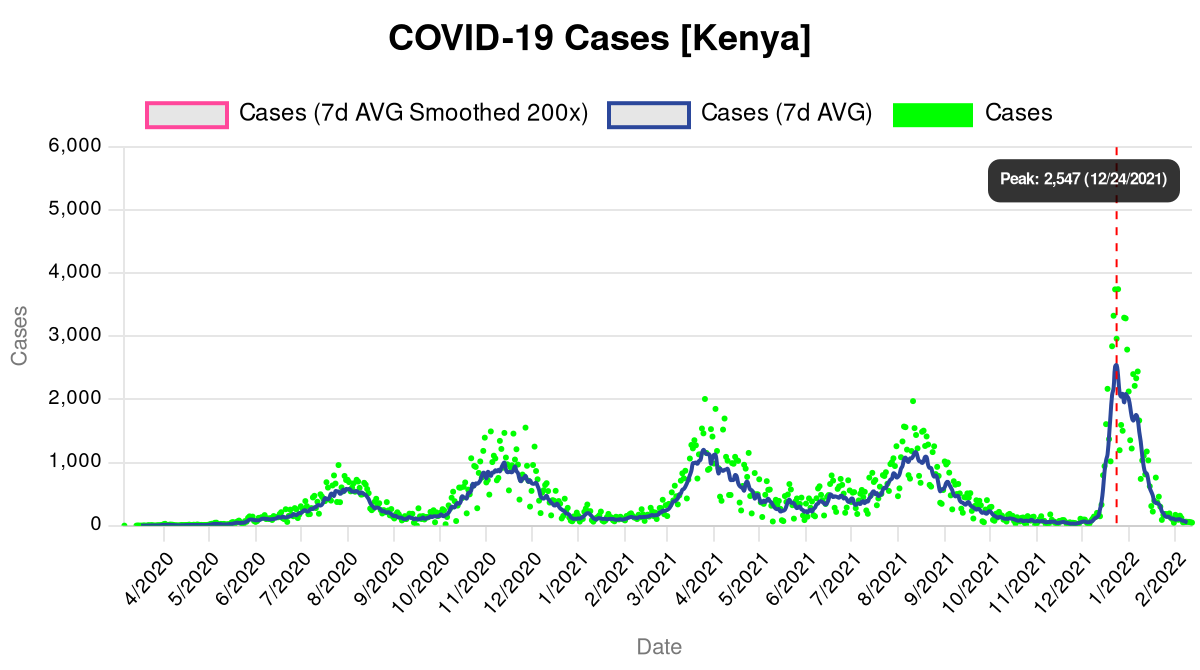 COVID-19 Cases [Kenya]
Cases (7d AVG Smoothed 200x) Cases (7d AVG) Cases
6,000
Peak: 2,547 (12/24/2021)
5,000
4,000
3,000
2,000
1,000
0
Cases
4/2020 5/2020 6/2020 7/2020 8/2020 9/2020 10/2020 11/2020 12/2020 1/2021 2/2021 3/2021 4/2021 5/2021 6/2021 7/2021 8/2021 9/2021 10/2021 11/2021 12/2021 1/2022 2/2022
Date